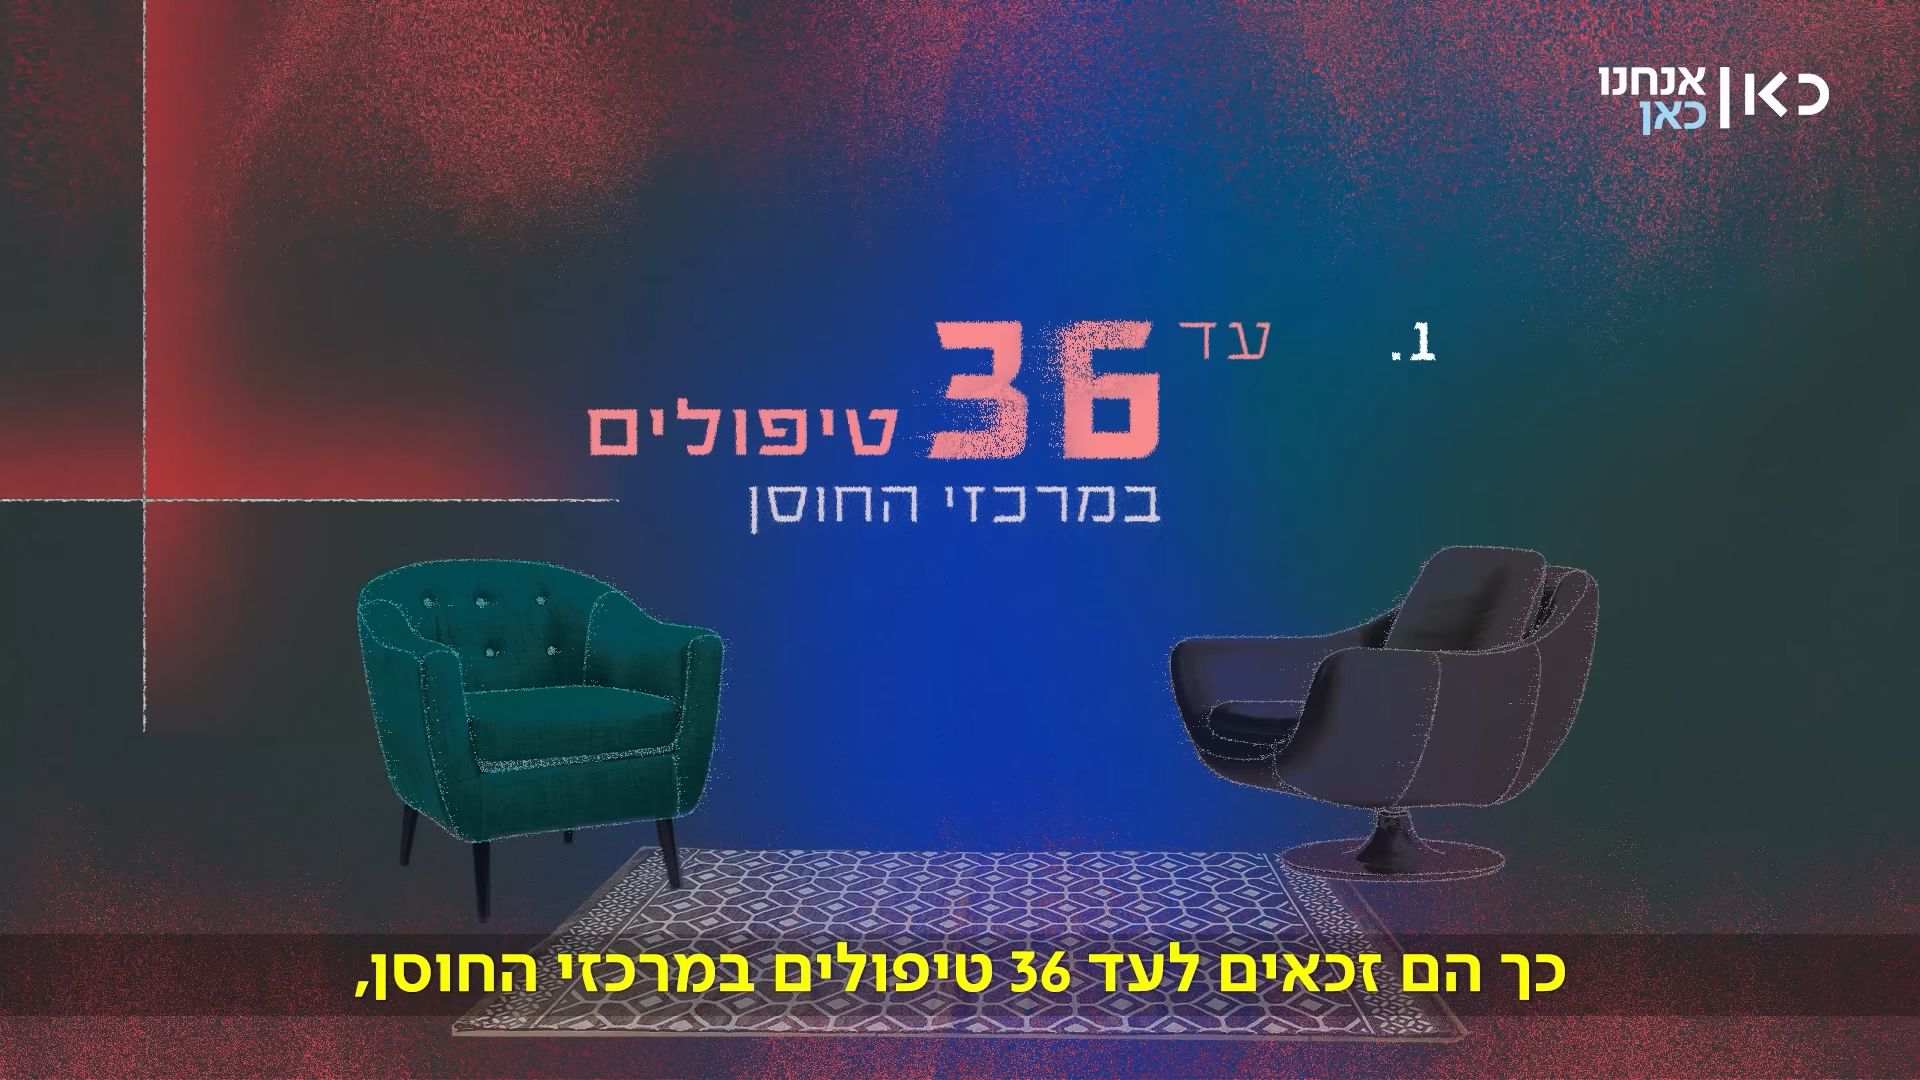 כאן | אנחנו
כאן
1. עד 36 טיפולים
במרכזי החוסן
כך הם זכאים לעד 36 טיפולים במרכזי החוסן,